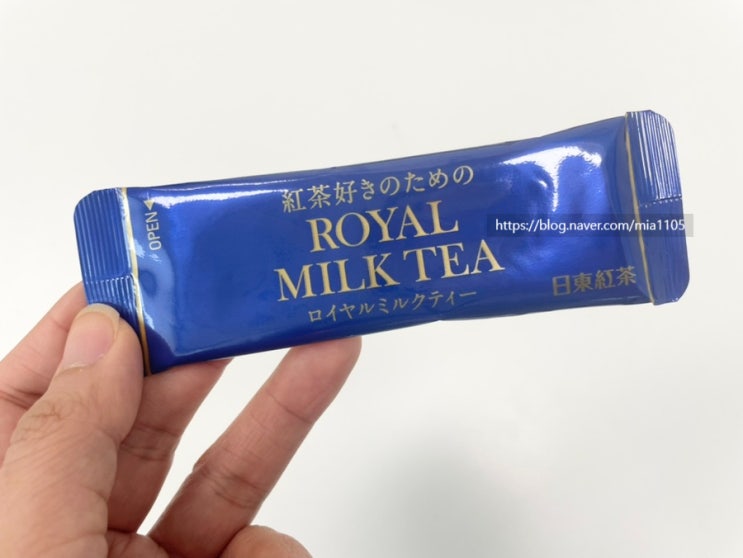 OPEN
紅茶好きのための
ROYAL
MILK TEA
ロイヤルミルクティー
日東紅茶
https://blog.naver.com/mia1105